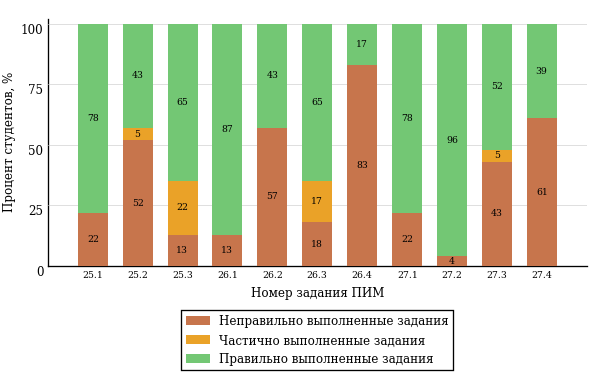 Процент студентов, %
100
75
50
25
0
78 43 65 87 43 65 17 78 96 52 39
5 22 17 5
22 52 13 13 57 18 83 22 4 43 61
25.1 25.2 25.3 26.1 26.2 26.3 26.4 27.1 27.2 27.3 27.4
Номер задания ПИМ
Неправильно выполненные задания
Частично выполненные задания
Правильно выполненные задания